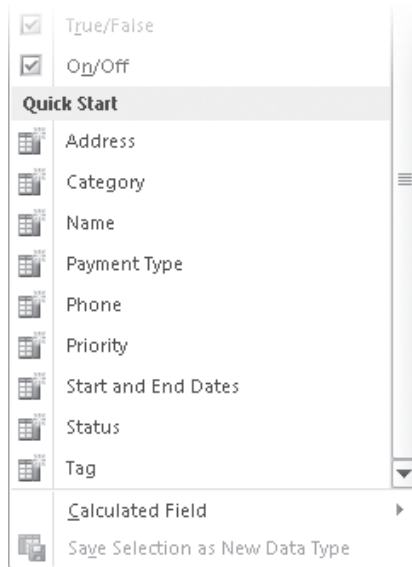 True/False
On/Off
Quick Start
Address
Category
Name
Payment Type
Phone
Priority
Start and End Dates
Status
Tag
Calculated Field
Save Selection as New Data Type